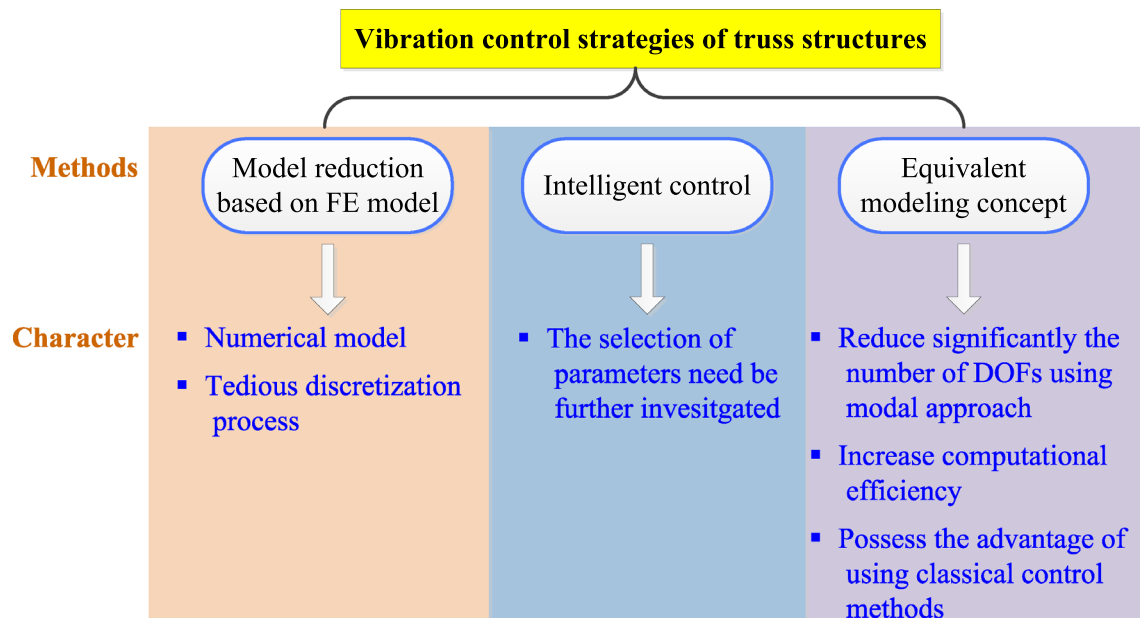 Vibration control strategies of truss structures
Methods
Model reduction
based on FE model
Intelligent control
Equivalent
modeling concept
Character
▪ Numerical model
▪ Tedious discretization
process
▪ The selection of
parameters need be
further invesitgated
▪ Reduce significantly the
number of DOFs using
modal approach
▪ Increase computational
efficiency
▪ Possess the advantage of
using classical control
methods